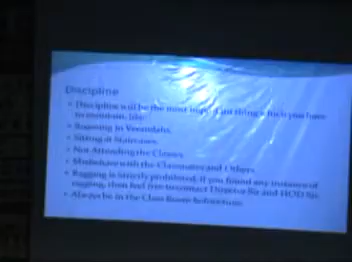 Discipline
• Discipline will be the most important thing which you have
to maintain, like
• Roaming in Verandahs.
• Sitting at Staircases.
• Not Attending the Classes.
• Misbehave with the Classmates and Others.
• Ragging is strictly prohibited, if you found any instance of
ragging, then feel free to contact Director Sir and HOD Sir.
• Always be in the Class Room before time.